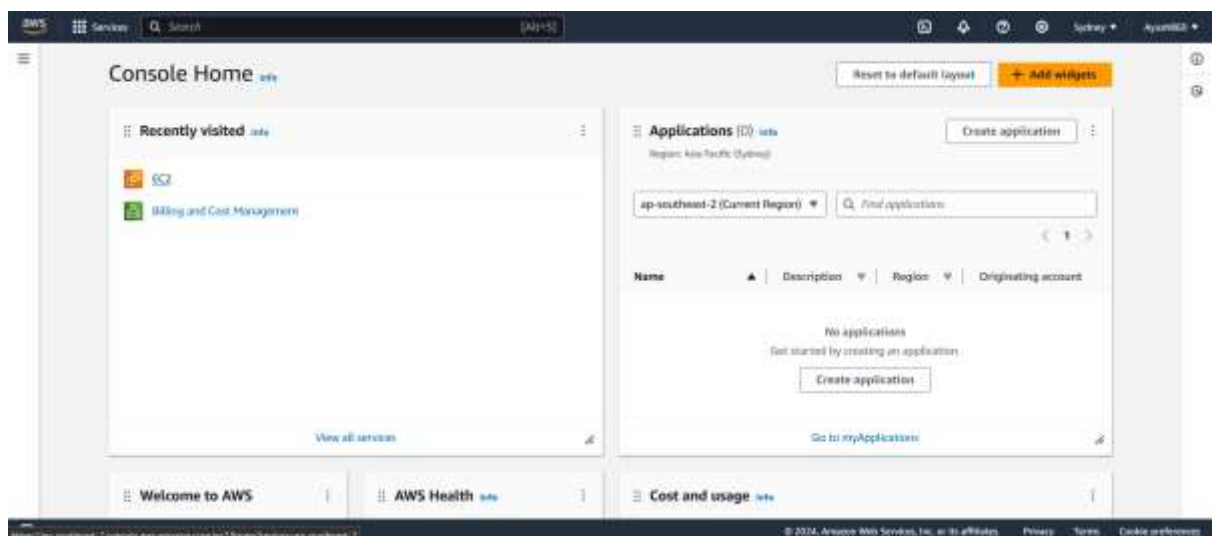 aws Services Search [Alt+S] Sydney
Console Home Info
Reset to default layout + Add widgets
Recently visited Info
EC2
Billing and Cost Management
View all services
Applications (0) Info
Create application
Region: Asia Pacific (Sydney)
ap-southeast-2 (Current Region) Find applications
1
Name Description Region Originating account
No applications
Get started by creating an application.
Create application
Go to myApplications
Welcome to AWS
AWS Health Info
Cost and usage Info
© 2024, Amazon Web Services, Inc. or its affiliates. Privacy Terms Cookie preferences